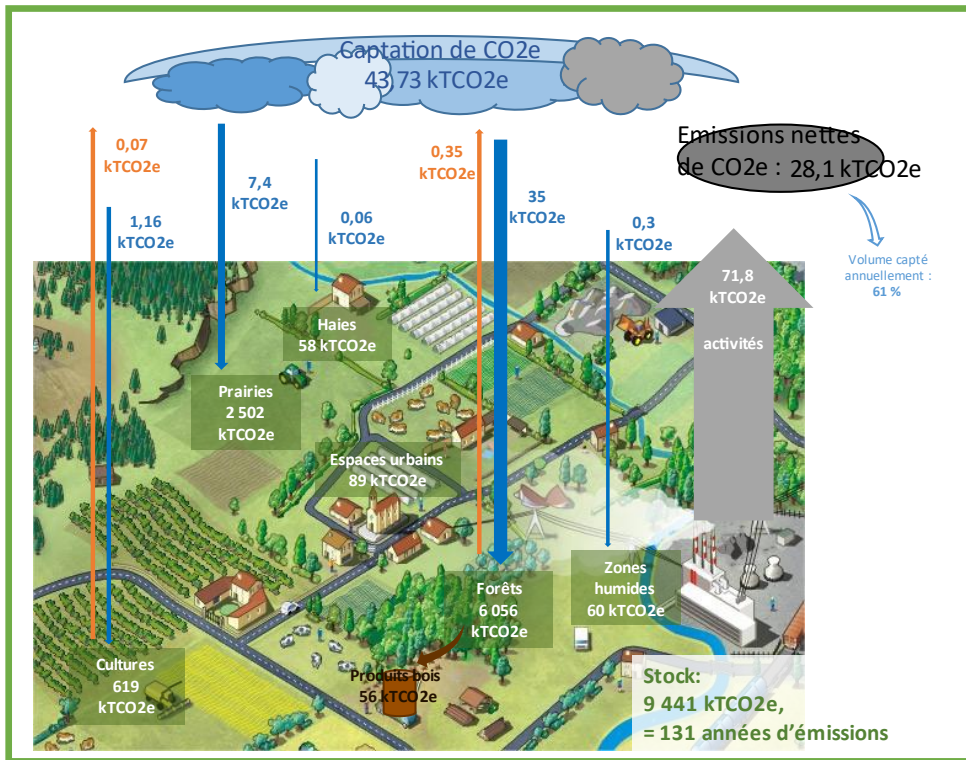 Captation de CO2e
43,73 kTCO2e
Emissions nettes
de CO2e : 28,1 kTCO2e
Volume capté
annuellement :
61 %
0,07
kTCO2e
1,16
kTCO2e
7,4
kTCO2e
0,06
kTCO2e
0,35
kTCO2e
35
kTCO2e
0,3
kTCO2e
71,8
kTCO2e
activités
Haies
58 kTCO2e
Prairies
2 502
kTCO2e
Espaces urbains
89 kTCO2e
Forêts
6 056
kTCO2e
Zones
humides
60 kTCO2e
Cultures
619
kTCO2e
Produits bois
56 kTCO2e
Stock:
9 441 kTCO2e,
= 131 années d’émissions